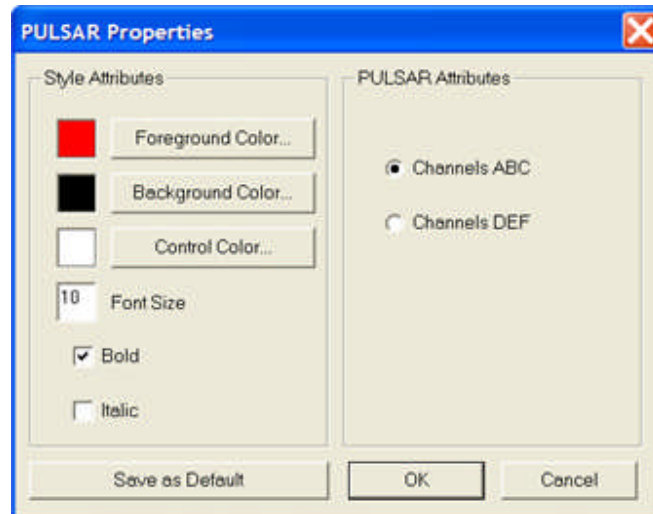 PULSAR Properties
Style Attributes
Foreground Color...
Background Color...
Control Color...
10 Font Size
Bold
Italic
PULSAR Attributes
Channels ABC
Channels DEF
Save as Default
OK
Cancel